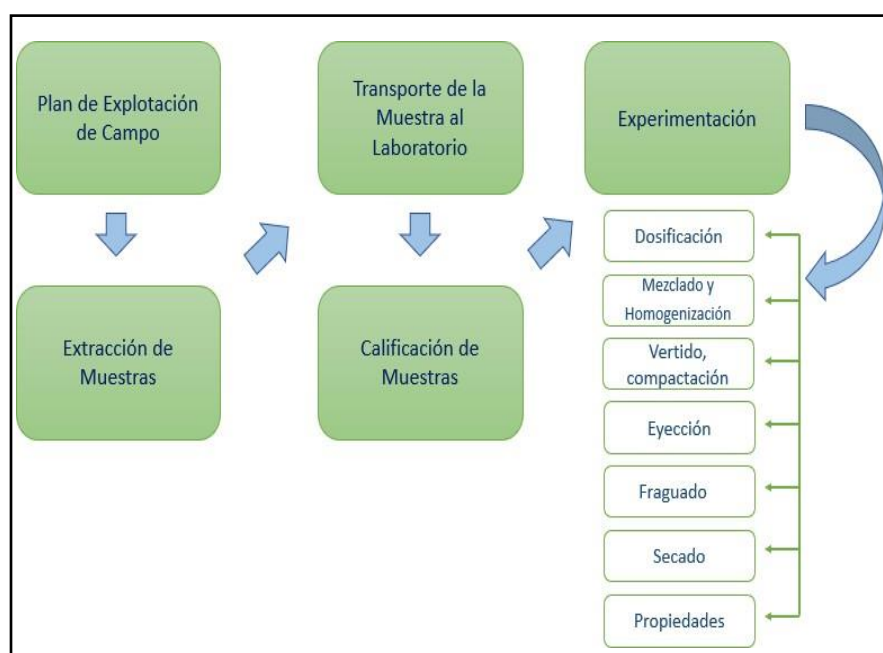 Plan de Explotación
de Campo
Extracción de
Muestras
Transporte de la
Muestra al
Laboratorio
Calificación de
Muestras
Experimentación
Dosificación
Mezclado y
Homogenización
Vertido,
compactación
Eyección
Fraguado
Secado
Propiedades